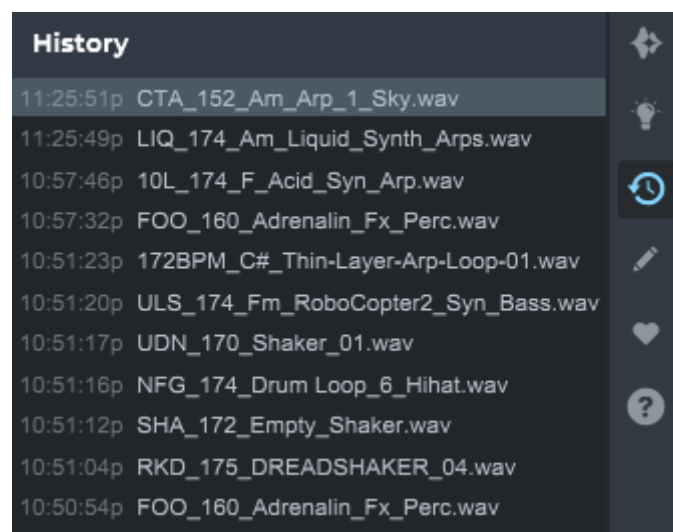 History
11:25:51p CTA_152_Am_Arp_1_Sky.wav
11:25:49p LIQ_174_Am_Liquid_Synth_Arps.wav
10:57:46p 10L_174_F_Acid_Syn_Arp.wav
10:57:32p FOO_160_Adrenalin_Fx_Perc.wav
10:51:23p 172BPM_C#_Thin-Layer-Arp-Loop-01.wav
10:51:20p ULS_174_Fm_RoboCopter2_Syn_Bass.wav
10:51:17p UDN_170_Shaker_01.wav
10:51:16p NFG_174_Drum Loop_6_Hihat.wav
10:51:12p SHA_172_Empty_Shaker.wav
10:51:04p RKD_175_DREADSHAKER_04.wav
10:50:54p FOO_160_Adrenalin_Fx_Perc.wav
?